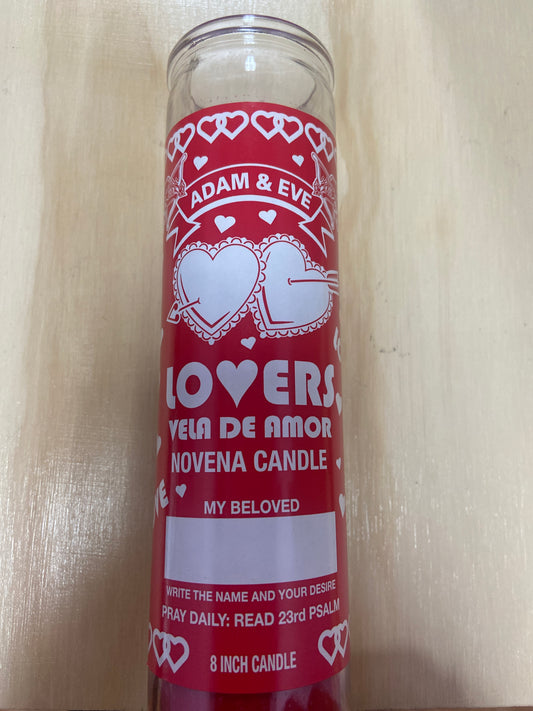 ADAM & EVE
LOVERS
VELA DE AMOR
NOVENA CANDLE
MY BELOVED
WRITE THE NAME AND YOUR DESIRE
PRAY DAILY: READ 23rd PSALM
8 INCH CANDLE